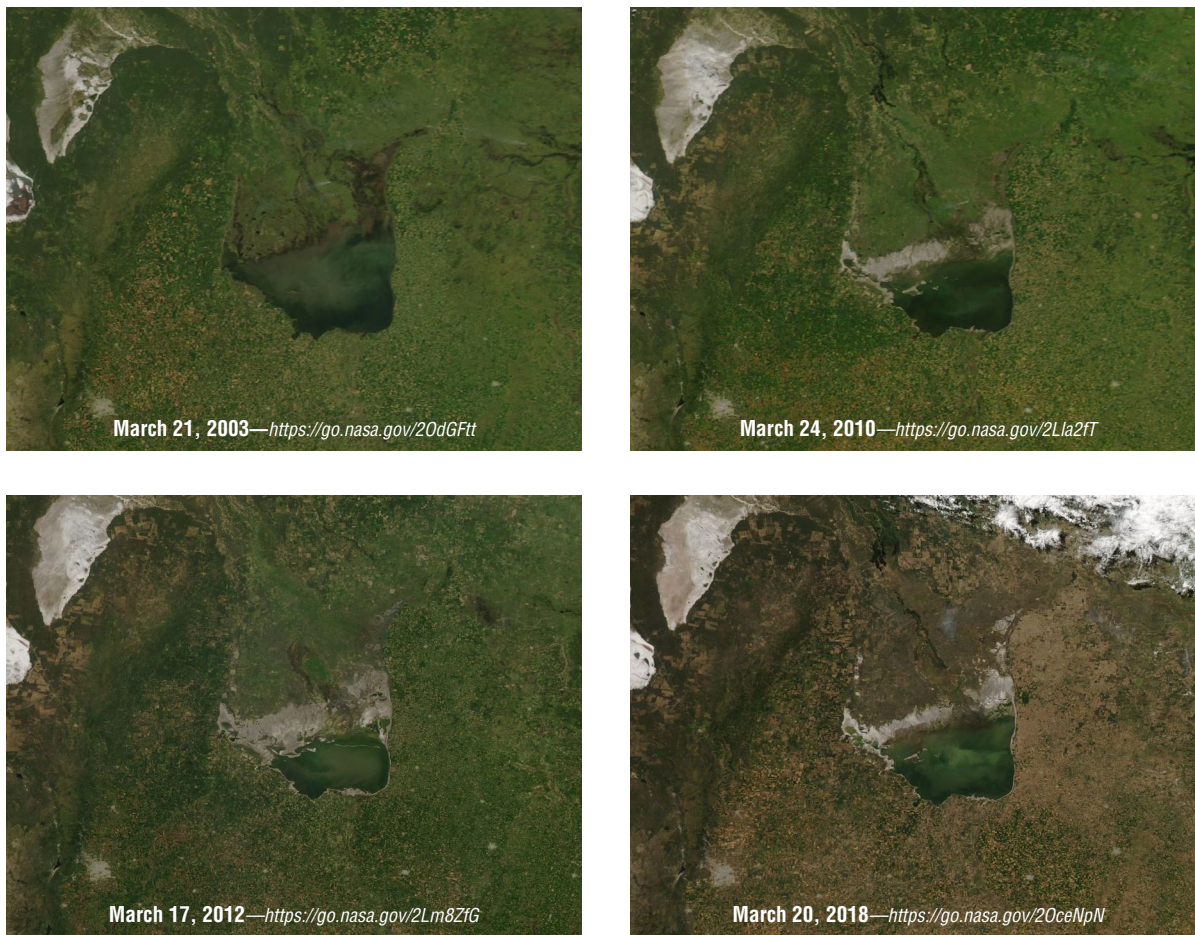 March 21, 2003—https://go.nasa.gov/2OdGFtt
March 24, 2010—https://go.nasa.gov/2Lla2fT
March 17, 2012—https://go.nasa.gov/2Lm8ZfG
March 20, 2018—https://go.nasa.gov/2OceNpN